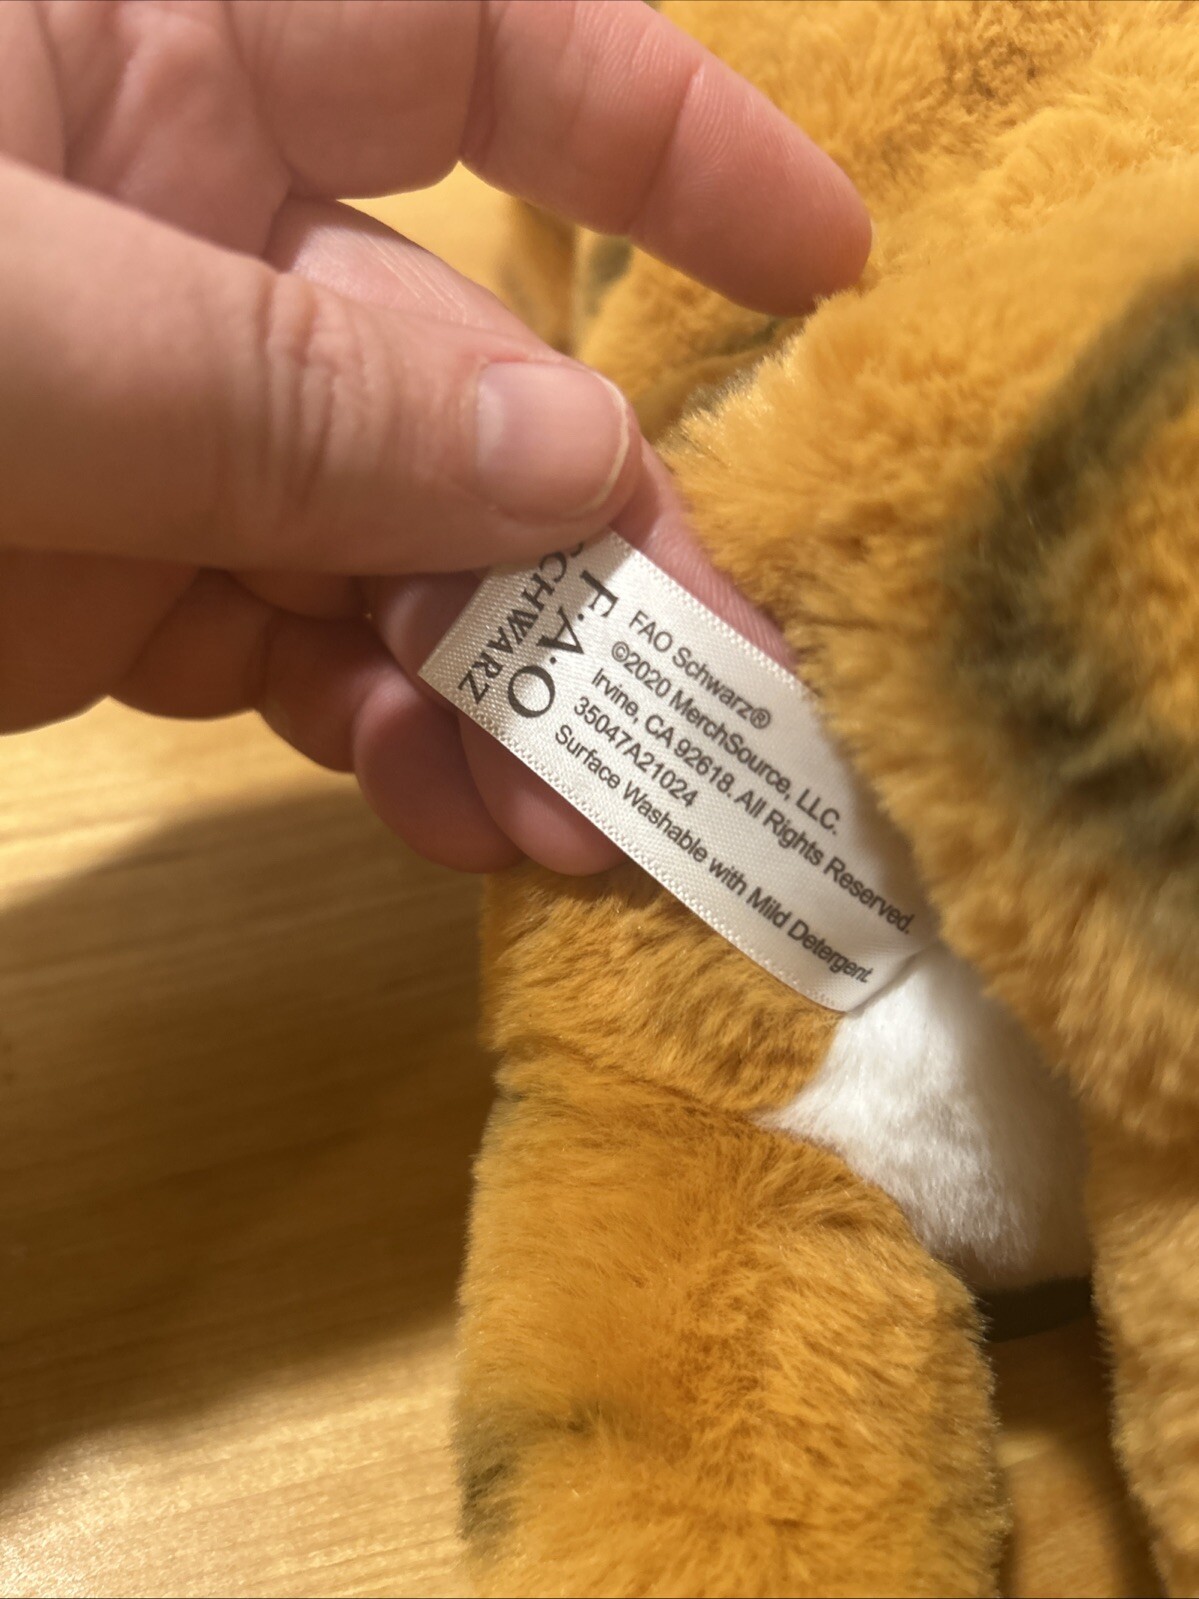 F·A·O
SCHWARZ
FAO Schwarz®
©2020 MerchSource, LLC.
Irvine, CA 92618. All Rights Reserved.
35047A21024
Surface Washable with Mild Detergent